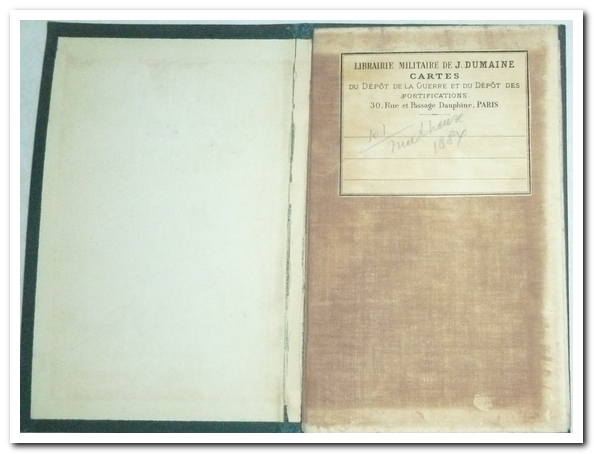 LIBRAIRIE MILITAIRE DE J. DUMAINE
CARTES
DU DÉPÔT DE LA GUERRE ET DU DÉPÔT DES
FORTIFICATIONS
30, Rue et Passage Dauphine, PARIS